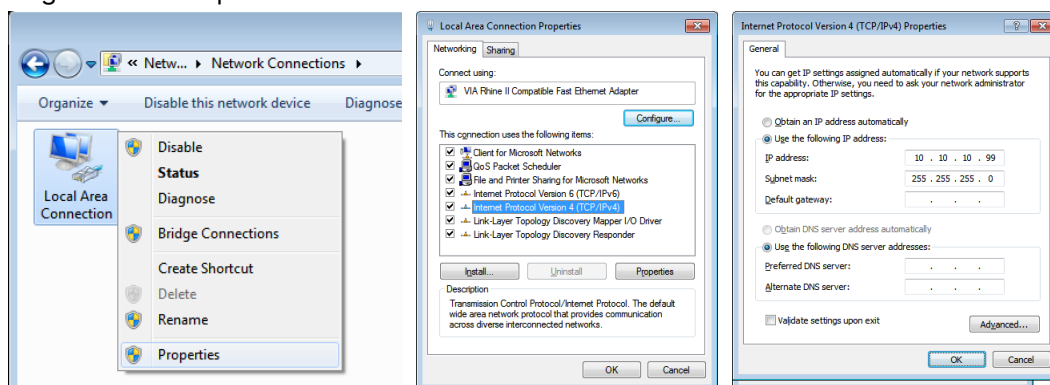 « Netw... ▸ Network Connections ▸
Organize ▾ Disable this network device Diagnose
Local Area
Connection
Disable
Status
Diagnose
Bridge Connections
Create Shortcut
Delete
Rename
Properties
Local Area Connection Properties
Networking Sharing
Connect using:
VIA Rhine II Compatible Fast Ethernet Adapter
Configure...
This connection uses the following items:
Client for Microsoft Networks
QoS Packet Scheduler
File and Printer Sharing for Microsoft Networks
Internet Protocol Version 6 (TCP/IPv6)
Internet Protocol Version 4 (TCP/IPv4)
Link-Layer Topology Discovery Mapper I/O Driver
Link-Layer Topology Discovery Responder
Install... Uninstall Properties
Description
Transmission Control Protocol/Internet Protocol. The default
wide area network protocol that provides communication
across diverse interconnected networks.
OK Cancel
Internet Protocol Version 4 (TCP/IPv4) Properties
General
You can get IP settings assigned automatically if your network supports
this capability. Otherwise, you need to ask your network administrator
for the appropriate IP settings.
Obtain an IP address automatically
Use the following IP address:
IP address: 10 . 10 . 10 . 99
Subnet mask: 255 . 255 . 255 . 0
Default gateway: . . .
Obtain DNS server address automatically
Use the following DNS server addresses:
Preferred DNS server: . . .
Alternate DNS server: . . .
Validate settings upon exit
Advanced...
OK Cancel